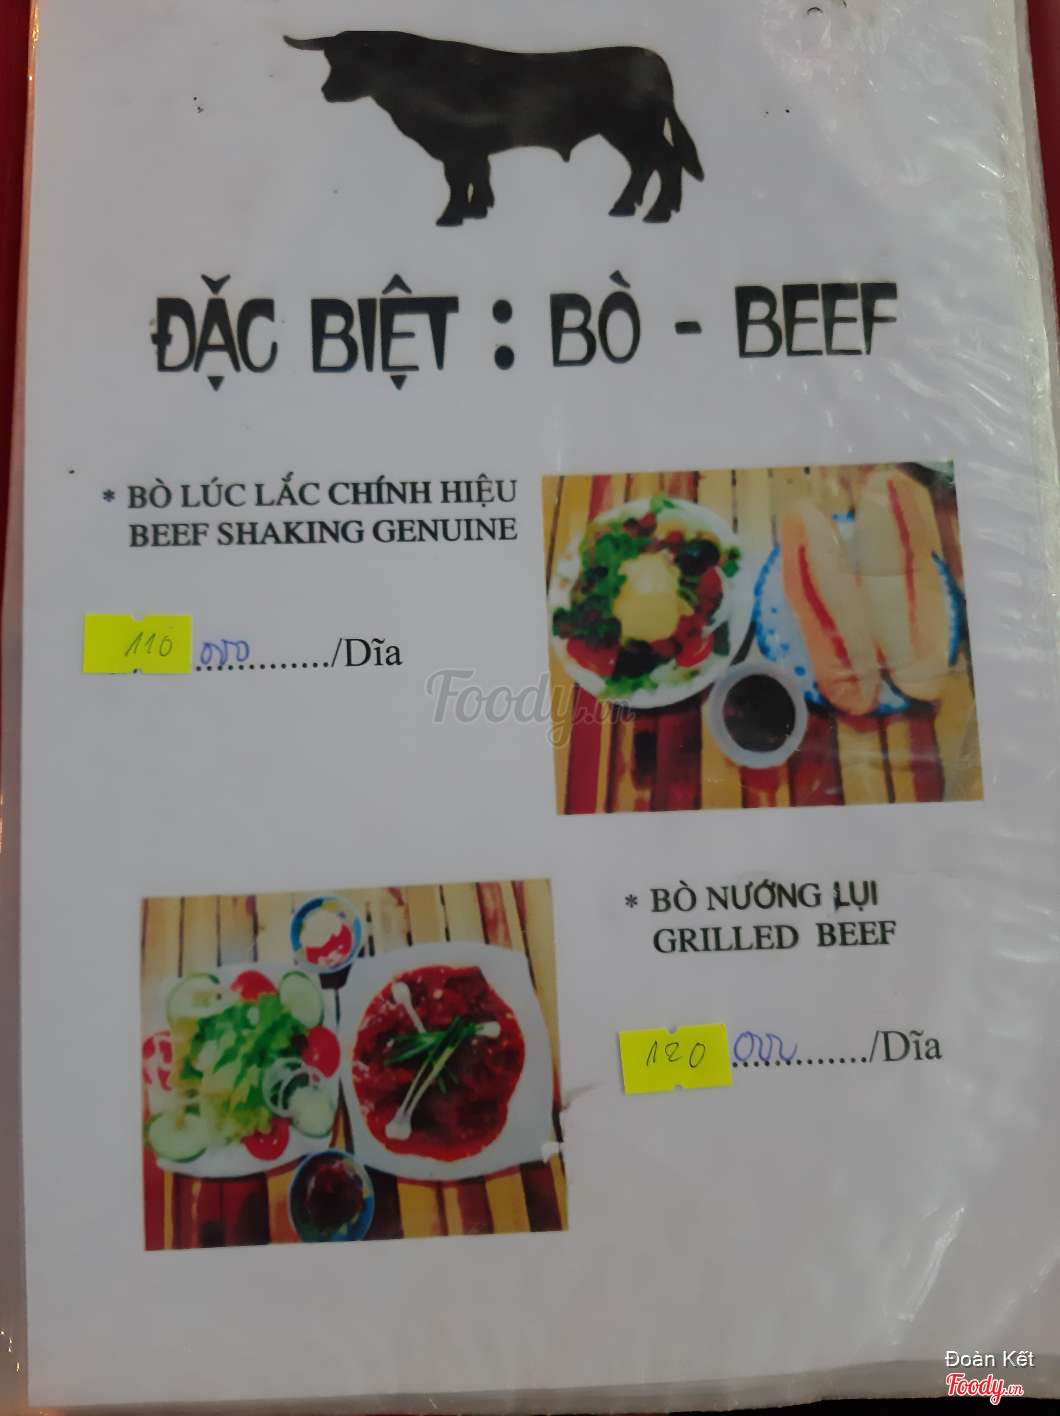 ĐẶC BIỆT : BÒ - BEEF
* BÒ LÚC LẮC CHÍNH HIỆU
BEEF SHAKING GENUINE
110 000............/Dĩa
Foody.vn
* BÒ NƯỚNG LỤI
GRILLED BEEF
120 000............/Dĩa
Đoàn Kết
Foody.vn